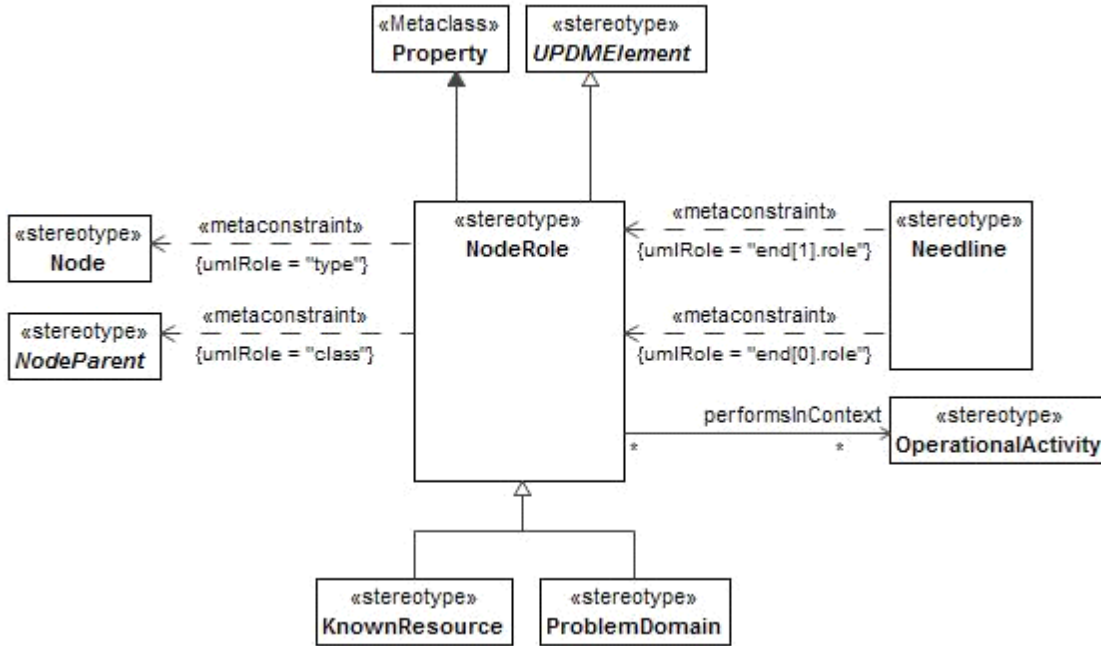 «Metaclass»
Property
«stereotype»
UPDMElement
«stereotype»
Node
«metaconstraint»
{umlRole = "type"}
«stereotype»
NodeParent
«metaconstraint»
{umlRole = "class"}
«stereotype»
NodeRole
«metaconstraint»
{umlRole = "end[1].role"}
«metaconstraint»
{umlRole = "end[0].role"}
«stereotype»
Needline
performsInContext
*
*
«stereotype»
OperationalActivity
«stereotype»
KnownResource
«stereotype»
ProblemDomain